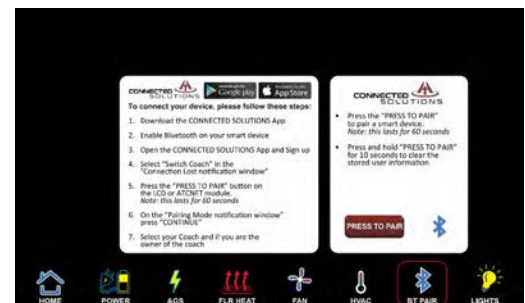 CONNECTED SOLUTIONS
Google play
App Store
To connect your device, please follow these steps:
1. Download the CONNECTED SOLUTIONS App
2. Enable Bluetooth on your smart device
3. Open the CONNECTED SOLUTIONS App and Sign up
4. Select "Switch Coach" in the
"Connection Lost notification window"
5. Press the "PRESS TO PAIR" button on
the LCD or ATCNET module.
Note: this lasts for 60 seconds
6. On the "Pairing Mode notification window"
press "CONTINUE"
7. Select your Coach and if you are the
owner of the coach
CONNECTED
SOLUTIONS
• Press the "PRESS TO PAIR"
to pair a smart device.
Note: this lasts for 60 seconds
• Press and hold "PRESS TO PAIR"
for 10 seconds to clear the
stored user information
PRESS TO PAIR
HOME
POWER
AGS
FLR HEAT
FAN
HVAC
BT PAIR
LIGHTS